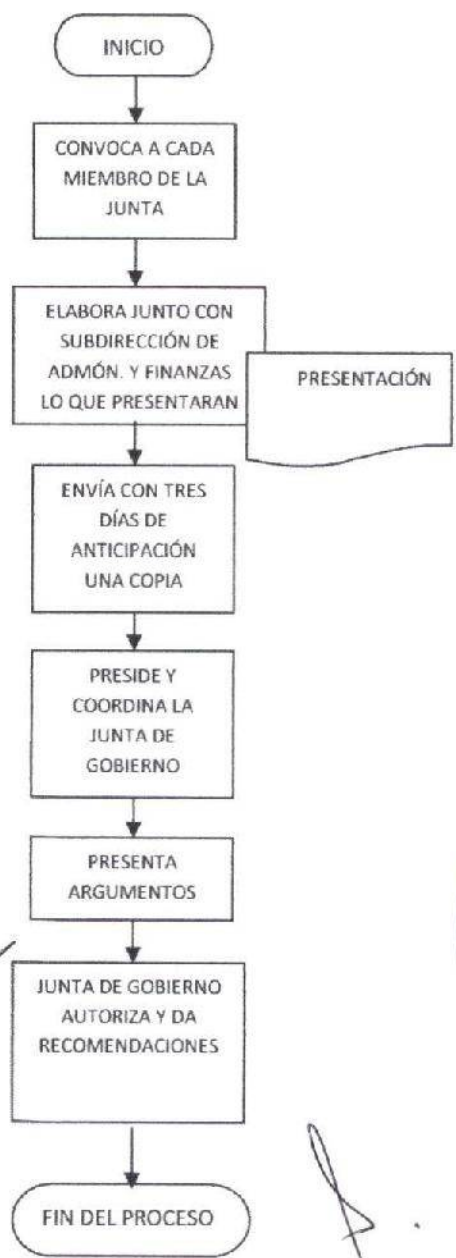 INICIO
CONVOCA A CADA
MIEMBRO DE LA
JUNTA
ELABORA JUNTO CON
SUBDIRECCIÓN DE
ADMÓN. Y FINANZAS
LO QUE PRESENTARAN
PRESENTACIÓN
ENVÍA CON TRES
DÍAS DE
ANTICIPACIÓN
UNA COPIA
PRESIDE Y
COORDINA LA
JUNTA DE
GOBIERNO
PRESENTA
ARGUMENTOS
JUNTA DE GOBIERNO
AUTORIZA Y DA
RECOMENDACIONES
FIN DEL PROCESO